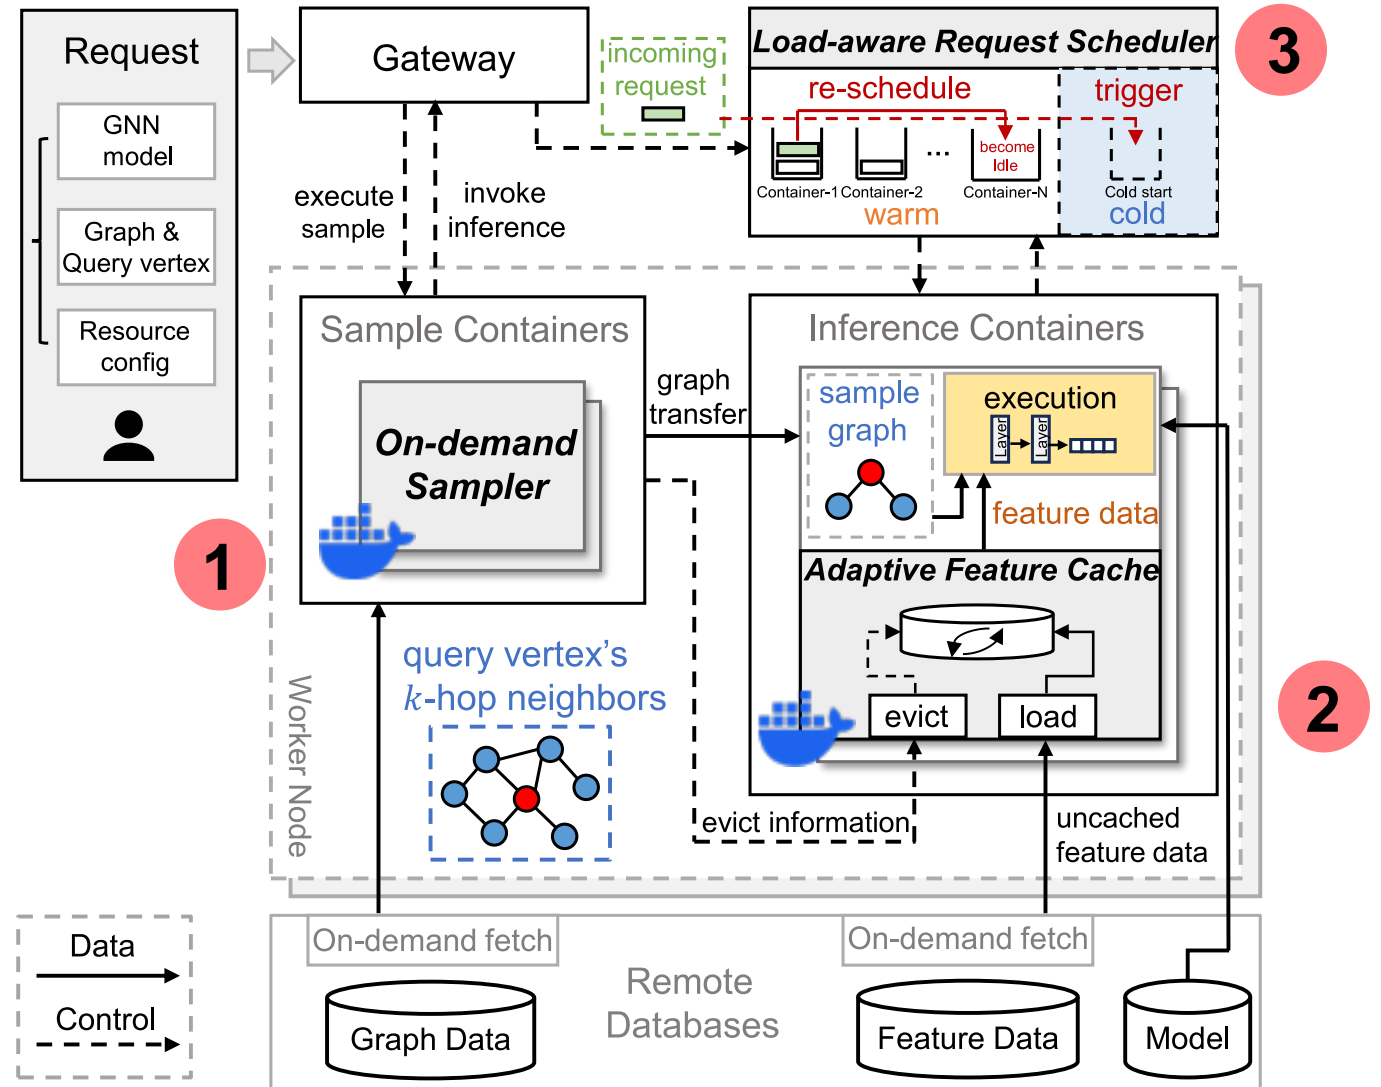 Request
GNN
model
Graph &
Query vertex
Resource
config
Gateway
execute
sample
invoke
inference
incoming
request
Load-aware Request Scheduler
3
re-schedule
trigger
become
Idle
...
Container-1
Container-2
Container-N
Cold start
warm
cold
Worker Node
Sample Containers
On-demand
Sampler
1
graph
transfer
Inference Containers
sample
graph
execution
Layer
Layer
feature data
Adaptive Feature Cache
evict
load
2
query vertex's
k-hop neighbors
evict information
uncached
feature data
Data
Control
On-demand fetch
Graph Data
Remote
Databases
On-demand fetch
Feature Data
Model